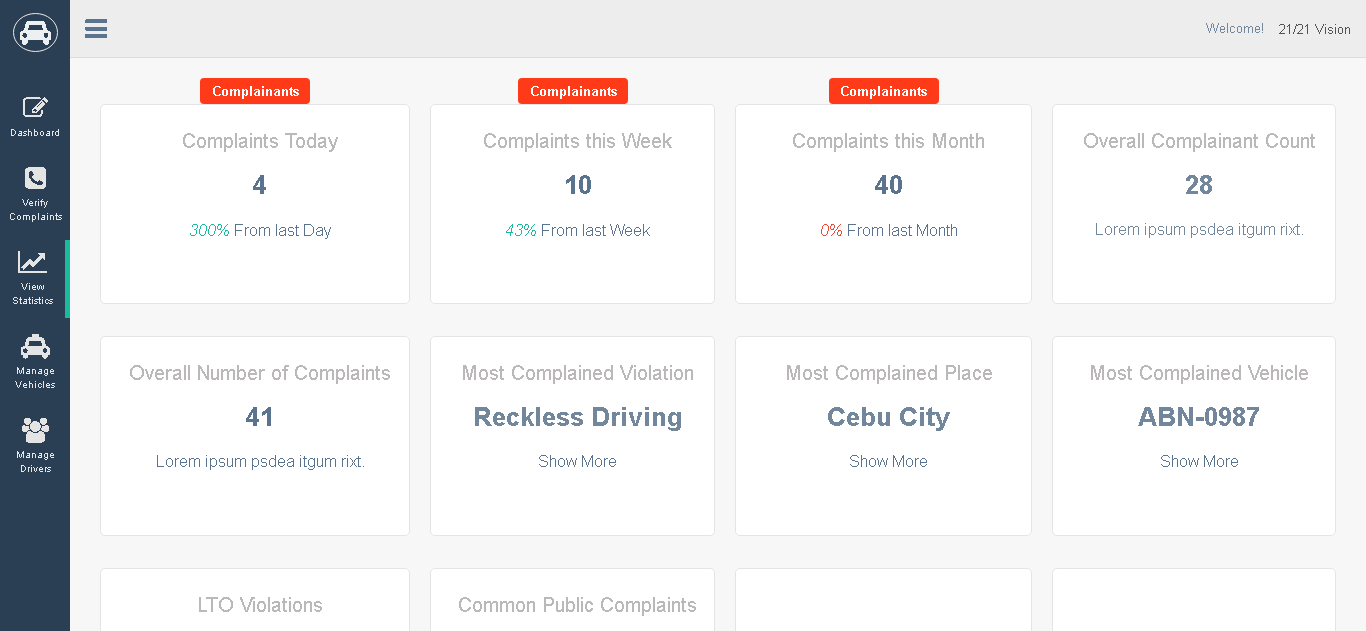 Welcome! 21/21 Vision
Dashboard
Verify
Complaints
View
Statistics
Manage
Vehicles
Manage
Drivers
Complainants
Complaints Today
4
300% From last Day
Complainants
Complaints this Week
10
43% From last Week
Complainants
Complaints this Month
40
0% From last Month
Overall Complainant Count
28
Lorem ipsum psdea itgum rixt.
Overall Number of Complaints
41
Lorem ipsum psdea itgum rixt.
Most Complained Violation
Reckless Driving
Show More
Most Complained Place
Cebu City
Show More
Most Complained Vehicle
ABN-0987
Show More
LTO Violations
Common Public Complaints